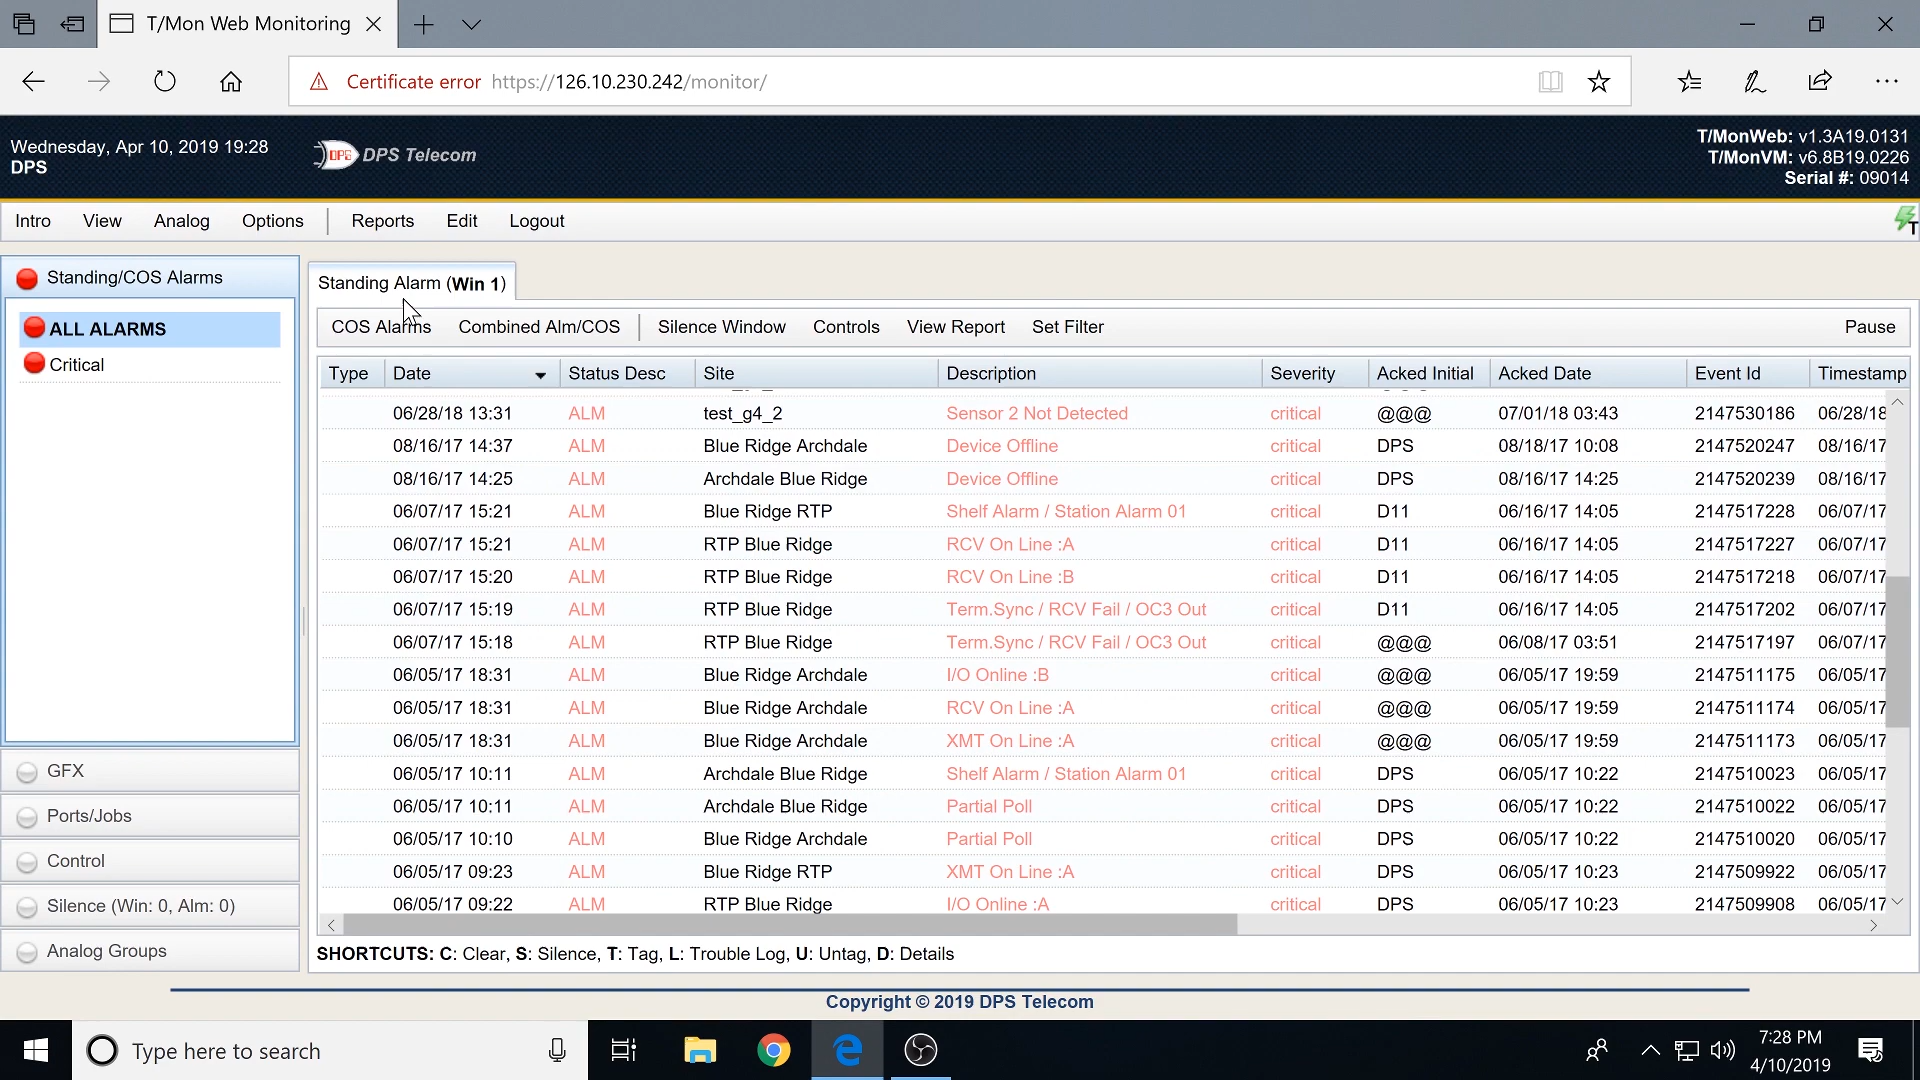 T/Mon Web Monitoring
Certificate error https://126.10.230.242/monitor/
Wednesday, Apr 10, 2019 19:28
DPS
DPS DPS Telecom
T/MonWeb: v1.3A19.0131
T/MonVM: v6.8B19.0226
Serial #: 09014
Intro View Analog Options Reports Edit Logout
T
Standing/COS Alarms
ALL ALARMS
Critical
GFX
Ports/Jobs
Control
Silence (Win: 0, Alm: 0)
Analog Groups
Standing Alarm (Win 1)
COS Alarms Combined Alm/COS Silence Window Controls View Report Set Filter Pause
Type Date Status Desc Site Description Severity Acked Initial Acked Date Event Id Timestamp
06/28/18 13:31 ALM test_g4_2 Sensor 2 Not Detected critical @@@ 07/01/18 03:43 2147530186 06/28/18
08/16/17 14:37 ALM Blue Ridge Archdale Device Offline critical DPS 08/18/17 10:08 2147520247 08/16/17
08/16/17 14:25 ALM Archdale Blue Ridge Device Offline critical DPS 08/16/17 14:25 2147520239 08/16/17
06/07/17 15:21 ALM Blue Ridge RTP Shelf Alarm / Station Alarm 01 critical D11 06/16/17 14:05 2147517228 06/07/17
06/07/17 15:21 ALM RTP Blue Ridge RCV On Line :A critical D11 06/16/17 14:05 2147517227 06/07/17
06/07/17 15:20 ALM RTP Blue Ridge RCV On Line :B critical D11 06/16/17 14:05 2147517218 06/07/17
06/07/17 15:19 ALM RTP Blue Ridge Term.Sync / RCV Fail / OC3 Out critical D11 06/16/17 14:05 2147517202 06/07/17
06/07/17 15:18 ALM RTP Blue Ridge Term.Sync / RCV Fail / OC3 Out critical @@@ 06/08/17 03:51 2147517197 06/07/17
06/05/17 18:31 ALM Blue Ridge Archdale I/O Online :B critical @@@ 06/05/17 19:59 2147511175 06/05/17
06/05/17 18:31 ALM Blue Ridge Archdale RCV On Line :A critical @@@ 06/05/17 19:59 2147511174 06/05/17
06/05/17 18:31 ALM Blue Ridge Archdale XMT On Line :A critical @@@ 06/05/17 19:59 2147511173 06/05/17
06/05/17 10:11 ALM Archdale Blue Ridge Shelf Alarm / Station Alarm 01 critical DPS 06/05/17 10:22 2147510023 06/05/17
06/05/17 10:11 ALM Archdale Blue Ridge Partial Poll critical DPS 06/05/17 10:22 2147510022 06/05/17
06/05/17 10:10 ALM Blue Ridge Archdale Partial Poll critical DPS 06/05/17 10:22 2147510020 06/05/17
06/05/17 09:23 ALM Blue Ridge RTP XMT On Line :A critical DPS 06/05/17 10:23 2147509922 06/05/17
06/05/17 09:22 ALM RTP Blue Ridge I/O Online :A critical DPS 06/05/17 10:23 2147509908 06/05/17
SHORTCUTS: C: Clear, S: Silence, T: Tag, L: Trouble Log, U: Untag, D: Details
Copyright © 2019 DPS Telecom
Type here to search
7:28 PM
4/10/2019